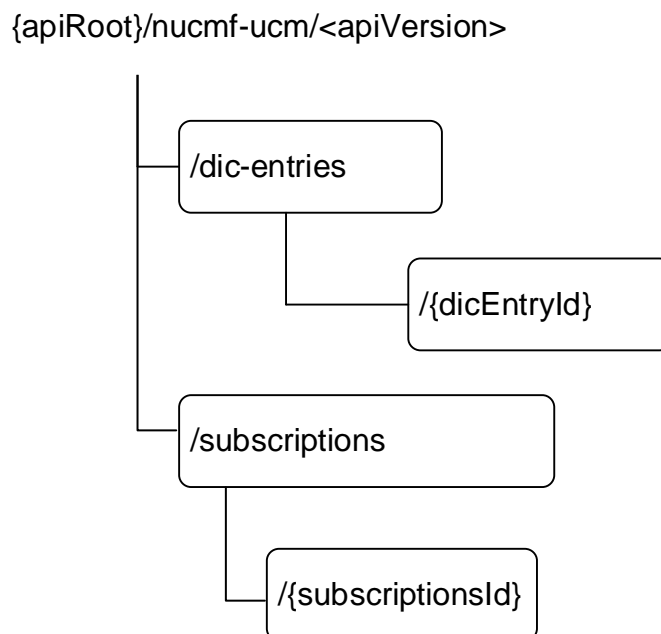 {apiRoot}/nucmf-ucm/<apiVersion>
/dic-entries
/{dicEntryId}
/subscriptions
/{subscriptionsId}